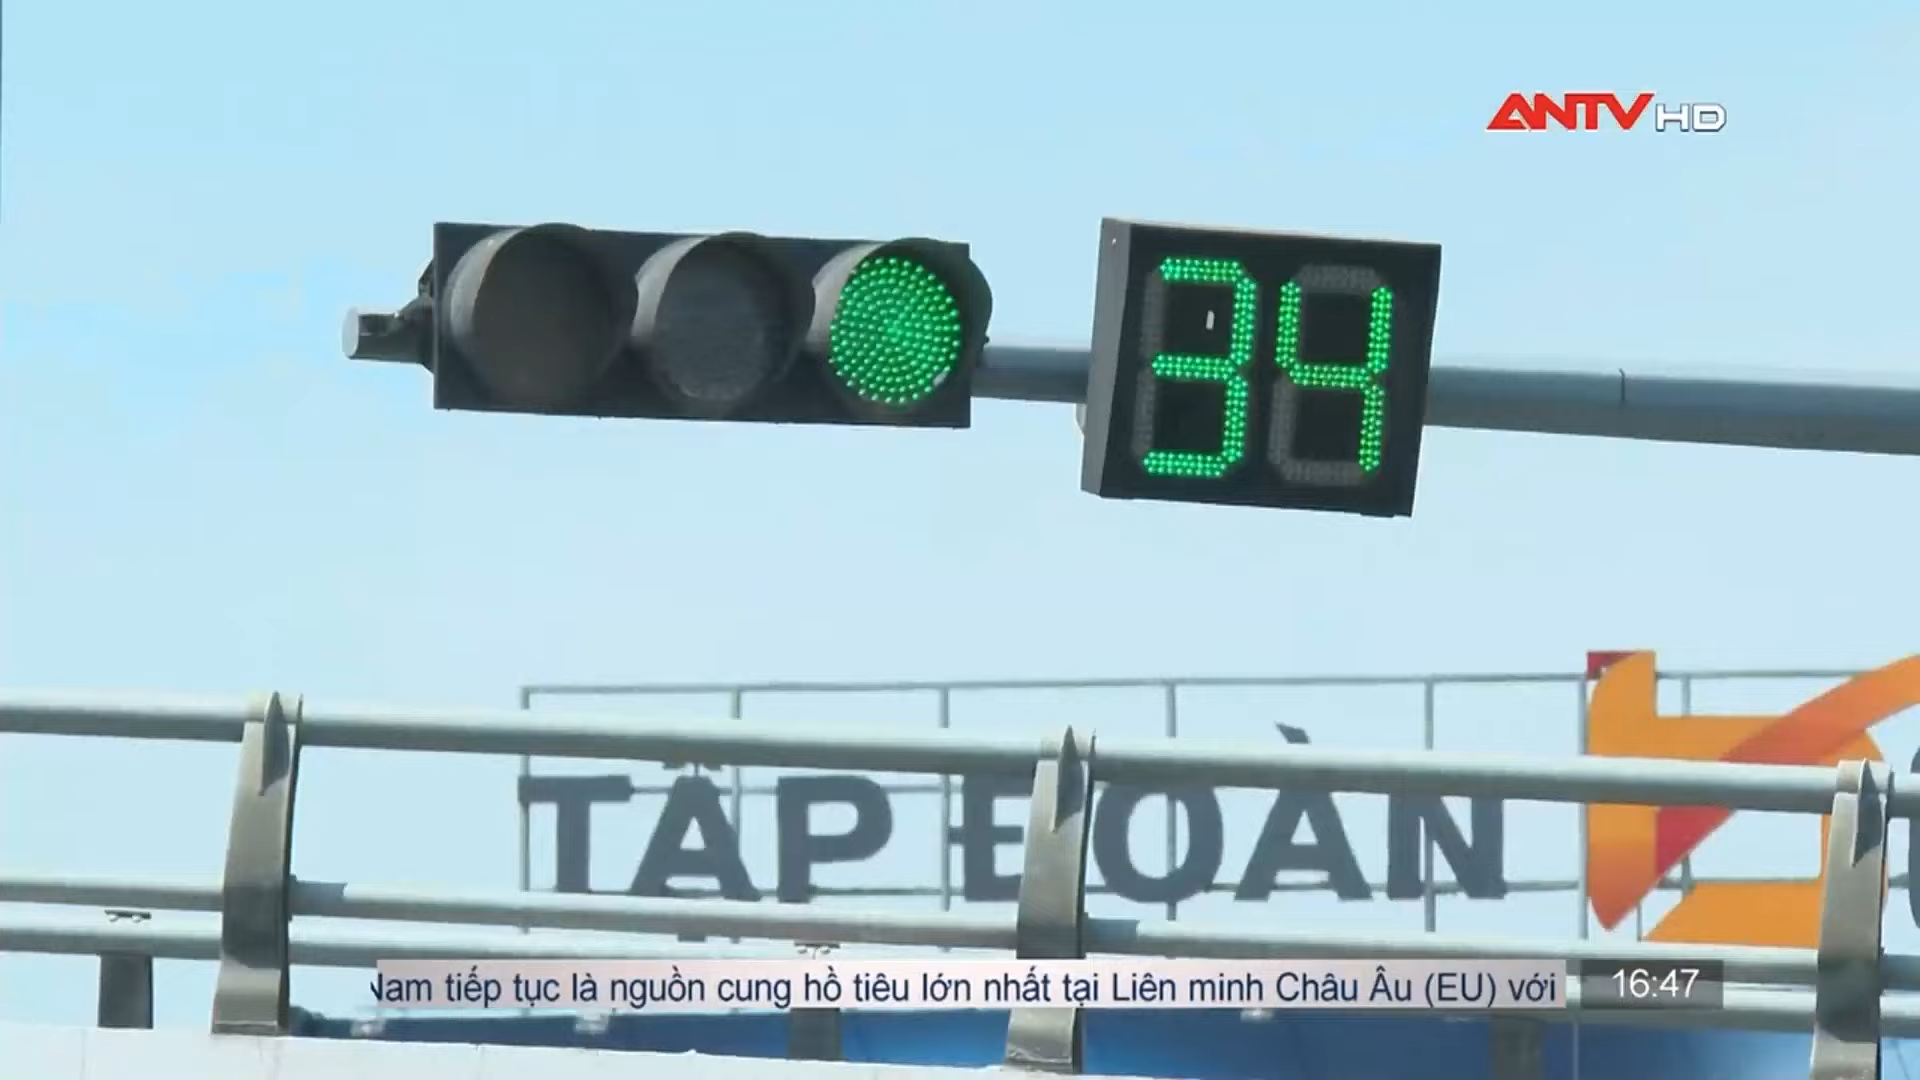 ANTV HD
34
TẬP ĐOÀN
Nam tiếp tục là nguồn cung hồ tiêu lớn nhất tại Liên minh Châu Âu (EU) với
16:47